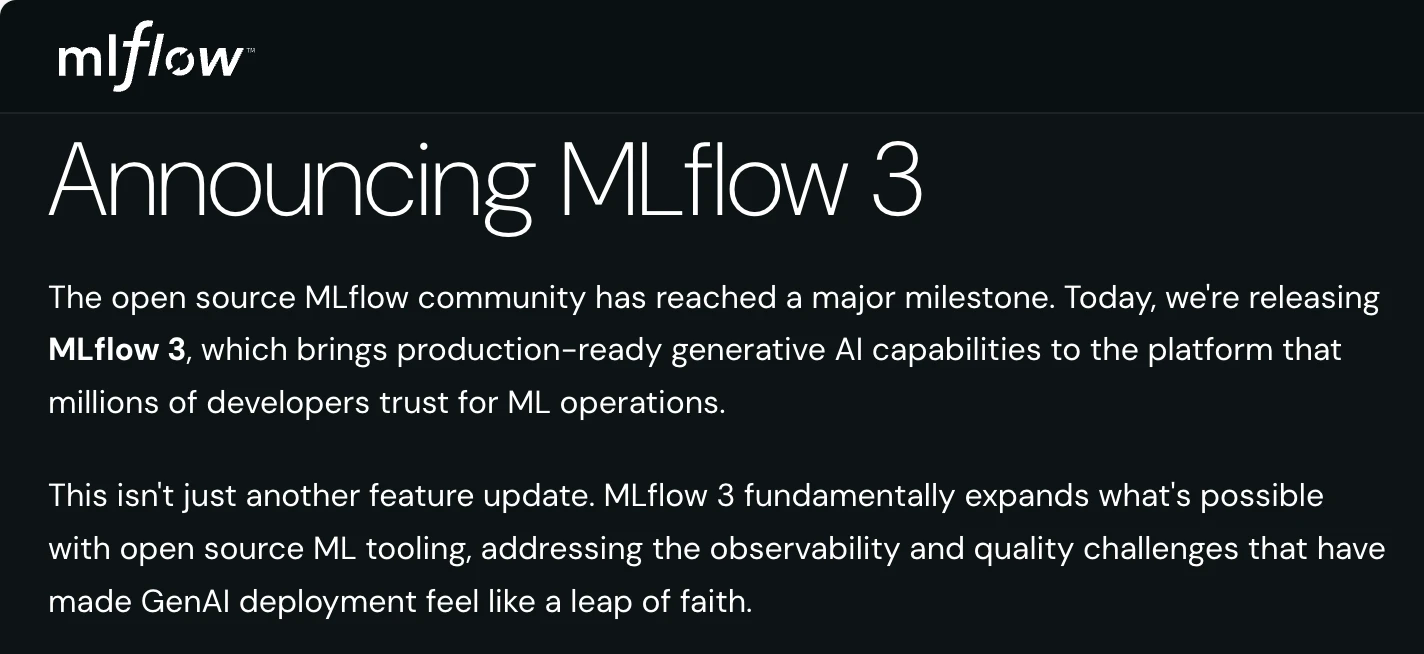 mlflow™
Announcing MLflow 3
The open source MLflow community has reached a major milestone. Today, we're releasing
MLflow 3, which brings production-ready generative AI capabilities to the platform that
millions of developers trust for ML operations.
This isn't just another feature update. MLflow 3 fundamentally expands what's possible
with open source ML tooling, addressing the observability and quality challenges that have
made GenAI deployment feel like a leap of faith.